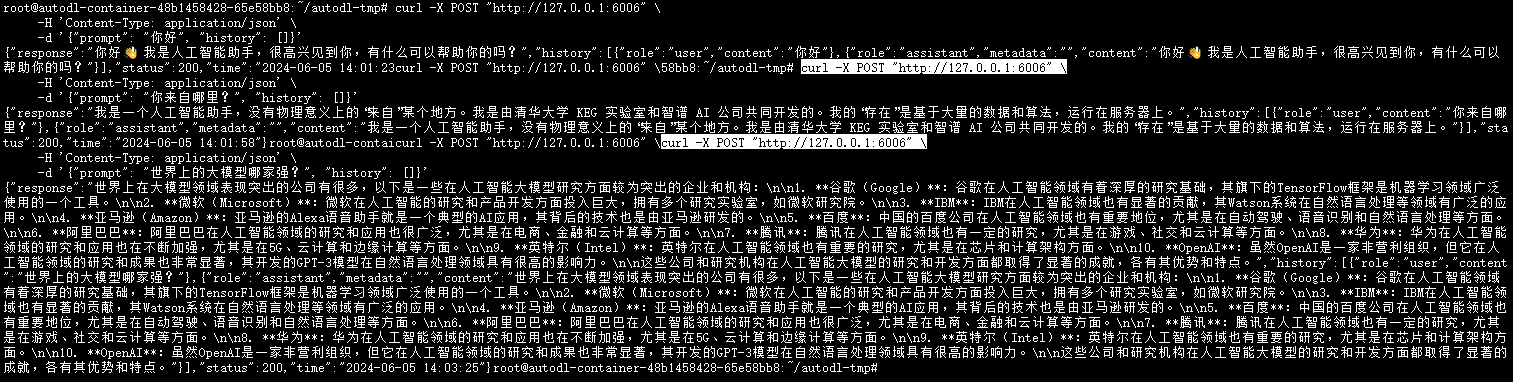 root@autodl-container-48b1458428-65e58bb8:~/autodl-tmp# curl -X POST "http://127.0.0.1:6006" \
-H 'Content-Type: application/json' \
-d '{"prompt": "你好", "history": []}'
{"response":"你好👋 我是人工智能助手，很高兴见到你，有什么可以帮助你的吗？","history":[{"role":"user","content":"你好"},{"role":"assistant","metadata":"","content":"你好👋 我是人工智能助手，很高兴见到你，有什么可以
帮助你的吗？"}],"status":200,"time":"2024-06-05 14:01:23curl -X POST "http://127.0.0.1:6006" \58bb8:~/autodl-tmp# curl -X POST "http://127.0.0.1:6006" \
-H 'Content-Type: application/json' \
-d '{"prompt": "你来自哪里？", "history": []}'
{"response":"我是一个人工智能助手，没有物理意义上的“来自”某个地方。我是由清华大学 KEG 实验室和智谱 AI 公司共同开发的。我的“存在”是基于大量的数据和算法，运行在服务器上。","history":[{"role":"user","content":"你来自哪
里？"},{"role":"assistant","metadata":"","content":"我是一个人工智能助手，没有物理意义上的“来自”某个地方。我是由清华大学 KEG 实验室和智谱 AI 公司共同开发的。我的“存在”是基于大量的数据和算法，运行在服务器上。"}],"sta
tus":200,"time":"2024-06-05 14:01:58"}root@autodl-contaicurl -X POST "http://127.0.0.1:6006" \curl -X POST "http://127.0.0.1:6006" \
-H 'Content-Type: application/json' \
-d '{"prompt": "世界上的大模型哪家强？", "history": []}'
{"response":"世界上在大模型领域表现突出的公司有很多，以下是一些在人工智能大模型研究方面较为突出的企业和机构：\n\n1. **谷歌（Google）**：谷歌在人工智能领域有着深厚的研究基础，其旗下的TensorFlow框架是机器学习领域广泛
使用的一个工具。\n\n2. **微软（Microsoft）**：微软在人工智能的研究和产品开发方面投入巨大，拥有多个研究实验室，如微软研究院。\n\n3. **IBM**：IBM在人工智能领域也有显著的贡献，其Watson系统在自然语言处理等领域有广泛的应
用。\n\n4. **亚马逊（Amazon）**：亚马逊的Alexa语音助手就是一个典型的AI应用，其背后的技术也是由亚马逊研发的。\n\n5. **百度**：中国的百度公司在人工智能领域也有重要地位，尤其是在自动驾驶、语音识别和自然语言处理等方面。
\n\n6. **阿里巴巴**：阿里巴巴在人工智能领域的研究和应用也很广泛，尤其是在电商、金融和云计算等方面。\n\n7. **腾讯**：腾讯在人工智能领域也有一定的研究，尤其是在游戏、社交和云计算等方面。\n\n8. **华为**：华为在人工智能
领域的研究和应用也在不断加强，尤其是在5G、云计算和边缘计算等方面。\n\n9. **英特尔（Intel）**：英特尔在人工智能领域也有重要的研究，尤其是在芯片和计算架构方面。\n\n10. **OpenAI**：虽然OpenAI是一家非营利组织，但它在人
工智能领域的研究和成果也非常显著，其开发的GPT-3模型在自然语言处理领域具有很高的影响力。\n\n这些公司和研究机构在人工智能大模型的研究和开发方面都取得了显著的成就，各有其优势和特点。","history":[{"role":"user","content
":"世界上的大模型哪家强？"},{"role":"assistant","metadata":"","content":"世界上在大模型领域表现突出的公司有很多，以下是一些在人工智能大模型研究方面较为突出的企业和机构：\n\n1. **谷歌（Google）**：谷歌在人工智能领域
有着深厚的研究基础，其旗下的TensorFlow框架是机器学习领域广泛使用的一个工具。\n\n2. **微软（Microsoft）**：微软在人工智能的研究和产品开发方面投入巨大，拥有多个研究实验室，如微软研究院。\n\n3. **IBM**：IBM在人工智能领
域也有显著的贡献，其Watson系统在自然语言处理等领域有广泛的应用。\n\n4. **亚马逊（Amazon）**：亚马逊的Alexa语音助手就是一个典型的AI应用，其背后的技术也是由亚马逊研发的。\n\n5. **百度**：中国的百度公司在人工智能领域也
有重要地位，尤其是在自动驾驶、语音识别和自然语言处理等方面。\n\n6. **阿里巴巴**：阿里巴巴在人工智能领域的研究和应用也很广泛，尤其是在电商、金融和云计算等方面。\n\n7. **腾讯**：腾讯在人工智能领域也有一定的研究，尤其
是在游戏、社交和云计算等方面。\n\n8. **华为**：华为在人工智能领域的研究和应用也在不断加强，尤其是在5G、云计算和边缘计算等方面。\n\n9. **英特尔（Intel）**：英特尔在人工智能领域也有重要的研究，尤其是在芯片和计算架构方
面。\n\n10. **OpenAI**：虽然OpenAI是一家非营利组织，但它在人工智能领域的研究和成果也非常显著，其开发的GPT-3模型在自然语言处理领域具有很高的影响力。\n\n这些公司和研究机构在人工智能大模型的研究和开发方面都取得了显著的
成就，各有其优势和特点。"}],"status":200,"time":"2024-06-05 14:03:25"}root@autodl-container-48b1458428-65e58bb8:~/autodl-tmp#